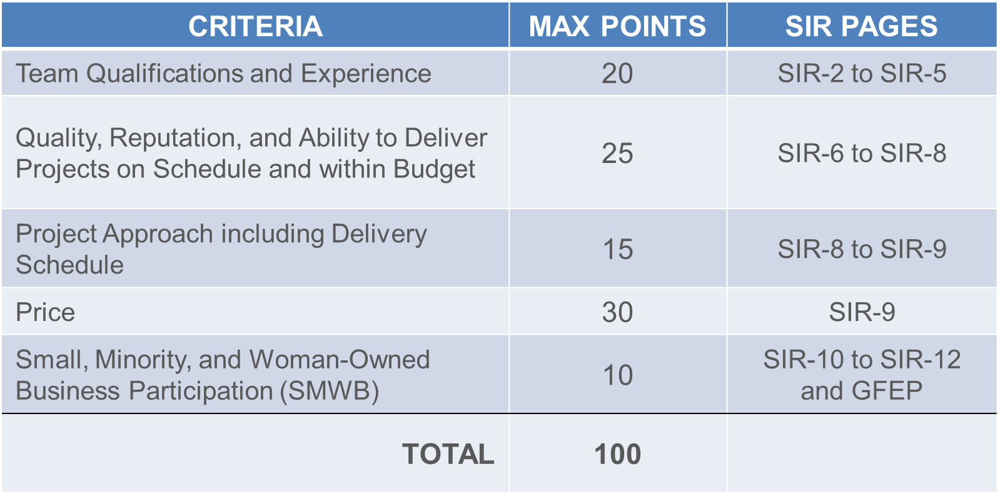 CRITERIA MAX POINTS SIR PAGES
Team Qualifications and Experience 20 SIR-2 to SIR-5
Quality, Reputation, and Ability to Deliver
Projects on Schedule and within Budget
25 SIR-6 to SIR-8
Project Approach including Delivery
Schedule
15 SIR-8 to SIR-9
Price 30 SIR-9
Small, Minority, and Woman-Owned
Business Participation (SMWB)
10
SIR-10 to SIR-12
and GFEP
TOTAL 100